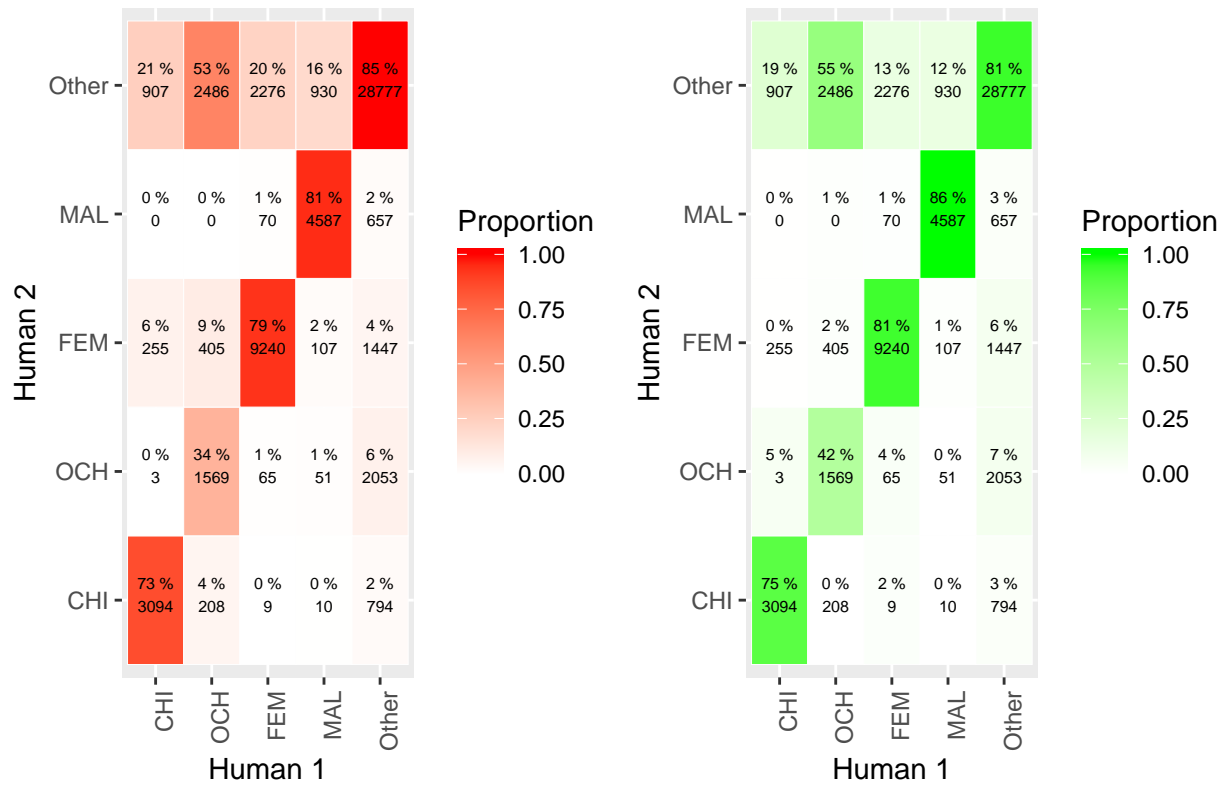 Human 2
Other
21 % 53 % 20 % 16 % 85 %
907 2486 2276 930 28777
MAL
0 % 0 % 1 % 81 % 2 %
0 0 70 4587 657
FEM
6 % 9 % 79 % 2 % 4 %
255 405 9240 107 1447
OCH
0 % 34 % 1 % 1 % 6 %
3 1569 65 51 2053
CHI
73 % 4 % 0 % 0 % 2 %
3094 208 9 10 794
CHI OCH FEM MAL Other
Human 1
Proportion
1.00
0.75
0.50
0.25
0.00
Human 2
Other
19 % 55 % 13 % 12 % 81 %
907 2486 2276 930 28777
MAL
0 % 1 % 1 % 86 % 3 %
0 0 70 4587 657
FEM
0 % 2 % 81 % 1 % 6 %
255 405 9240 107 1447
OCH
5 % 42 % 4 % 0 % 7 %
3 1569 65 51 2053
CHI
75 % 0 % 2 % 0 % 3 %
3094 208 9 10 794
CHI OCH FEM MAL Other
Human 1
Proportion
1.00
0.75
0.50
0.25
0.00